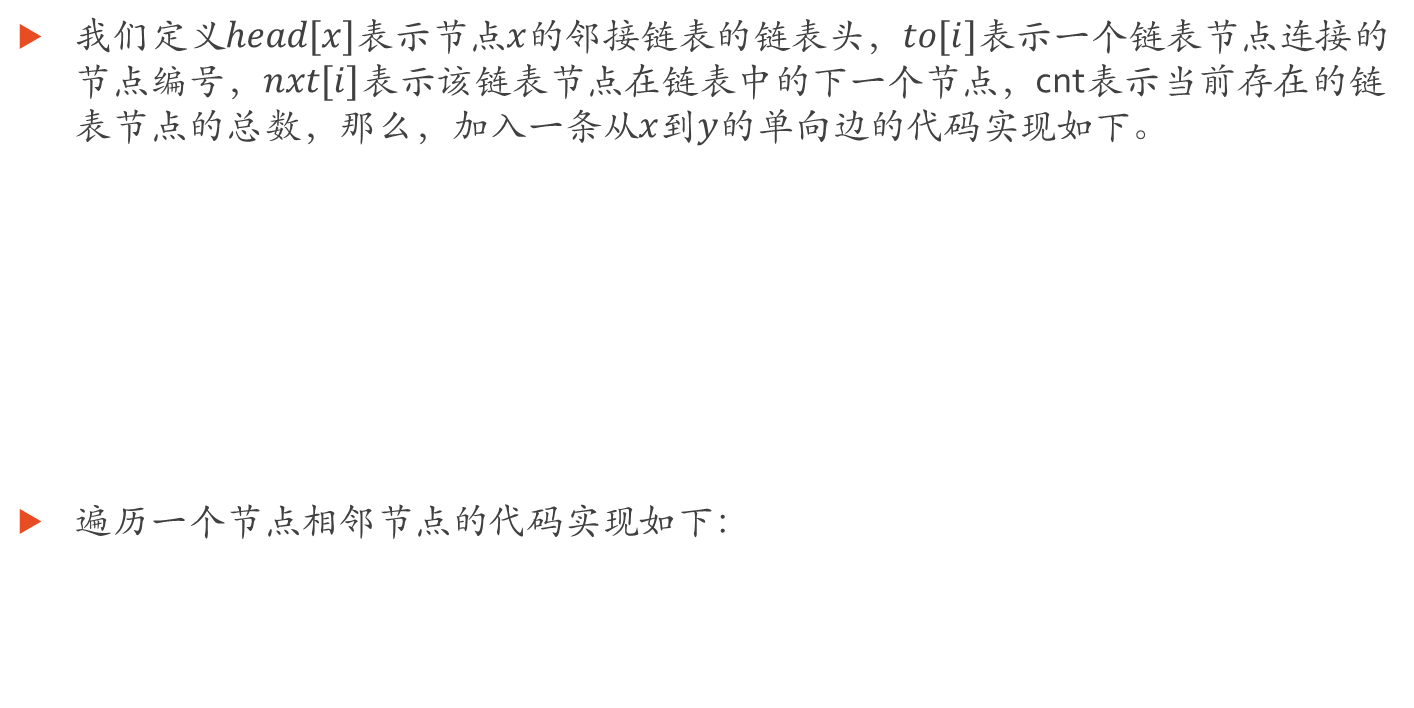 我们定义head[x]表示节点x的邻接链表的链表头，to[i]表示一个链表节点连接的
节点编号，nxt[i]表示该链表节点在链表中的下一个节点，cnt表示当前存在的链
表节点的总数，那么，加入一条从x到y的单向边的代码实现如下。
遍历一个节点相邻节点的代码实现如下：